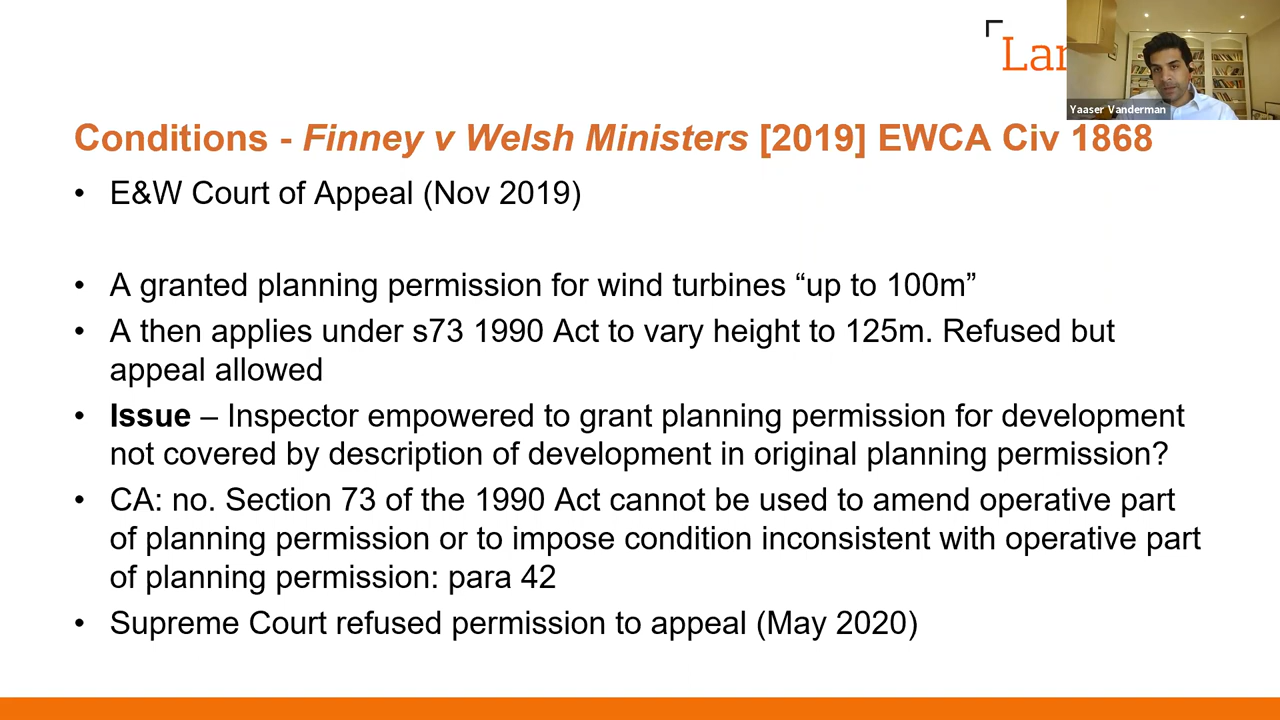 Yaaser Vanderman
Conditions - Finney v Welsh Ministers [2019] EWCA Civ 1868
• E&W Court of Appeal (Nov 2019)
• A granted planning permission for wind turbines “up to 100m”
• A then applies under s73 1990 Act to vary height to 125m. Refused but
appeal allowed
• Issue – Inspector empowered to grant planning permission for development
not covered by description of development in original planning permission?
• CA: no. Section 73 of the 1990 Act cannot be used to amend operative part
of planning permission or to impose condition inconsistent with operative part
of planning permission: para 42
• Supreme Court refused permission to appeal (May 2020)